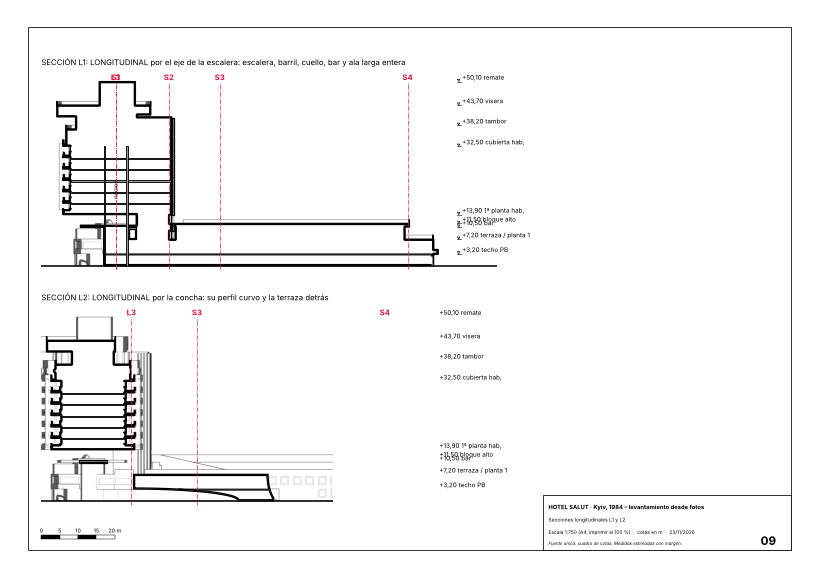 SECCIÓN L1: LONGITUDINAL por el eje de la escalera: escalera, barril, cuello, bar y ala larga entera
S2 S3 S4
+50,10 remate
+43,70 visera
+38,20 tambor
+32,50 cubierta hab,
+13,90 1ª planta hab,
+11,50 bloque alto
+10,50 bar
+7,20 terraza / planta 1
+3,20 techo PB
SECCIÓN L2: LONGITUDINAL por la concha: su perfil curvo y la terraza detrás
L3 S3 S4
+50,10 remate
+43,70 visera
+38,20 tambor
+32,50 cubierta hab,
+13,90 1ª planta hab,
+11,50 bloque alto
+10,50 bar
+7,20 terraza / planta 1
+3,20 techo PB
HOTEL SALUT · Kyiv, 1984 – levantamiento desde fotos
Secciones longitudinales L1 y L2
Escala 1:750 (A4, imprimir al 100 %) · cotas en m · 23/11/2026
Fuente única: cuadro de cotas. Medidas estimadas con margen.
09
0 5 10 15 20 m